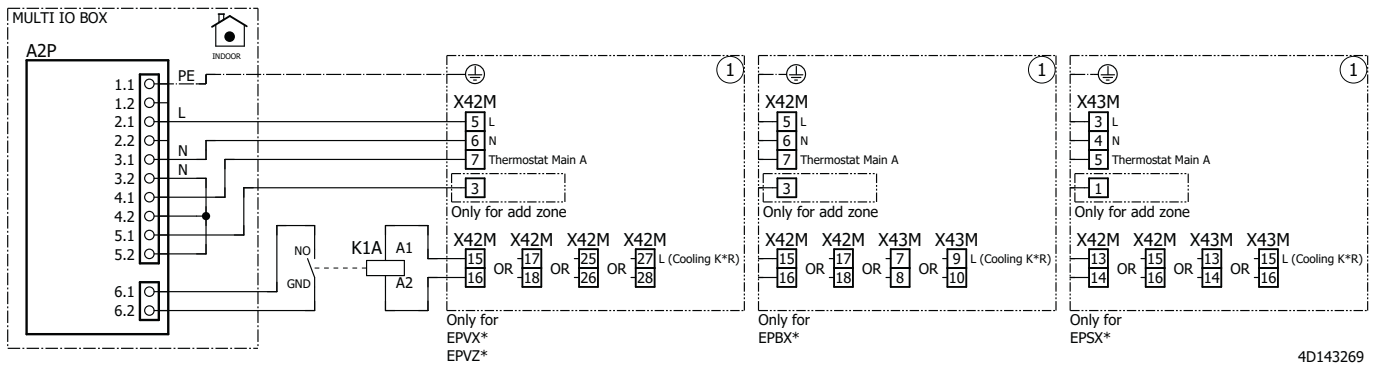 MULTI IO BOX
INDOOR
A2P
1.1 PE
1.2
2.1 L
2.2
3.1 N
3.2 N
4.1
4.2
5.1
5.2
6.1
6.2
NO
GND
K1A A1
A2
1
X42M
5 L
6 N
7 Thermostat Main A
3
Only for add zone
X42M X42M X42M X42M
15 OR 17 OR 25 OR 27 L (Cooling K*R)
16 18 26 28
Only for
EPVX*
EPVZ*
1
X42M
5 L
6 N
7 Thermostat Main A
3
Only for add zone
X42M X42M X43M X43M
15 OR 17 OR 7 OR 9 L (Cooling K*R)
16 18 8 10
Only for
EPBX*
1
X43M
3 L
4 N
5 Thermostat Main A
1
Only for add zone
X42M X42M X43M X43M
13 OR 15 OR 13 OR 15 L (Cooling K*R)
14 16 14 16
Only for
EPSX*
4D143269